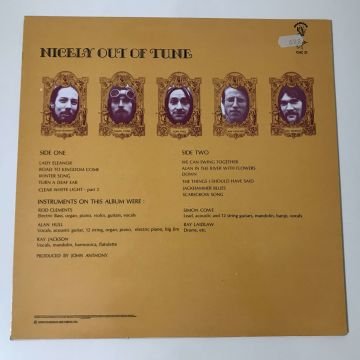 NICELY OUT OF TUNE
SIDE ONE
LADY ELEANOR
ROAD TO KINGDOM COME
WINTER SONG
TURN A DEAF EAR
CLEAR WHITE LIGHT - part 2
SIDE TWO
WE CAN SWING TOGETHER
ALAN IN THE RIVER WITH FLOWERS
DOWN
THE THINGS I SHOULD HAVE SAID
JACKHAMMER BLUES
SCARECROW SONG
INSTRUMENTS ON THIS ALBUM WERE :
ROD CLEMENTS
Electric Bass, organ, piano, violin, guitars, vocals
ALAN HULL
Vocals, acoustic guitar, 12 string, organ, piano, electric piano, big jim
RAY JACKSON
Vocals, mandolin, harmonica, flatulette
PRODUCED BY JOHN ANTHONY
SIMON COWE
Lead, acoustic, and 12 string guitars, mandolin, banjo, vocals
RAY LAIDLAW
Drums, etc.